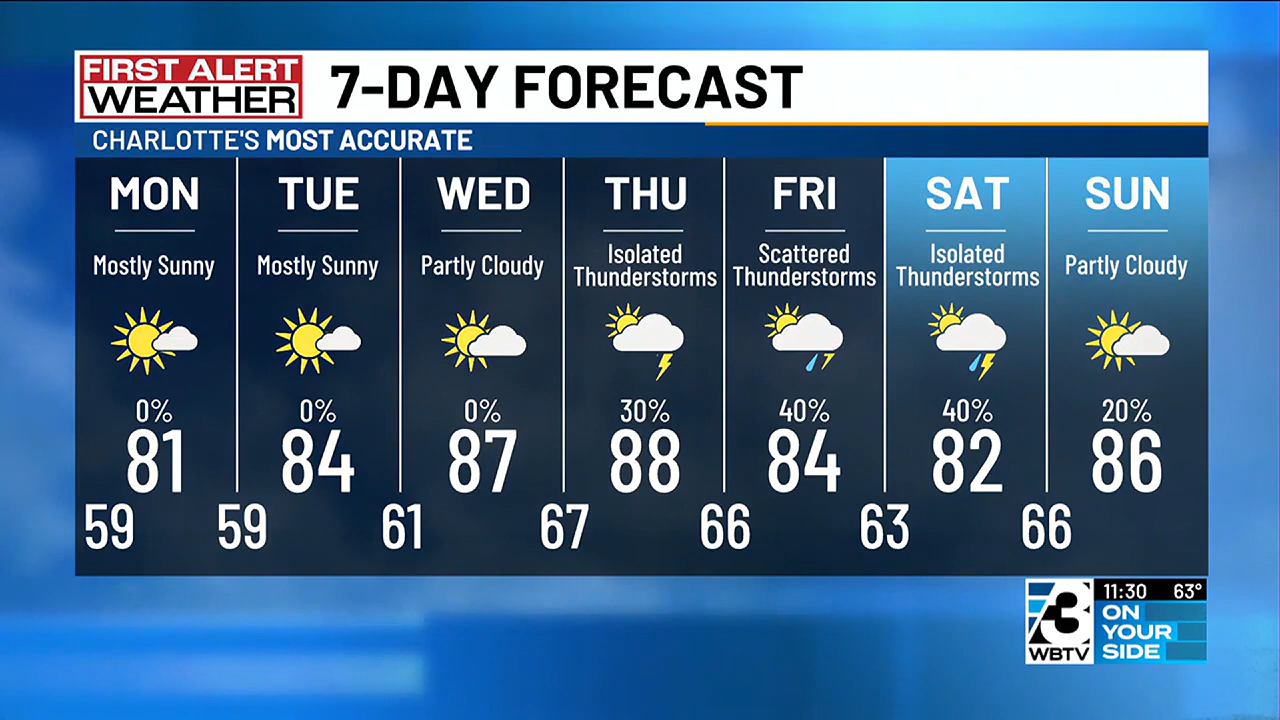 FIRST ALERT
WEATHER
7-DAY FORECAST
CHARLOTTE'S MOST ACCURATE
MON TUE WED THU FRI SAT SUN
Mostly Sunny Mostly Sunny Partly Cloudy Isolated Thunderstorms Scattered Thunderstorms Isolated Thunderstorms Partly Cloudy
0% 0% 0% 30% 40% 40% 20%
81 84 87 88 84 82 86
59 59 61 67 66 63 66
3
WBTV
11:30 63°
ON
YOUR
SIDE